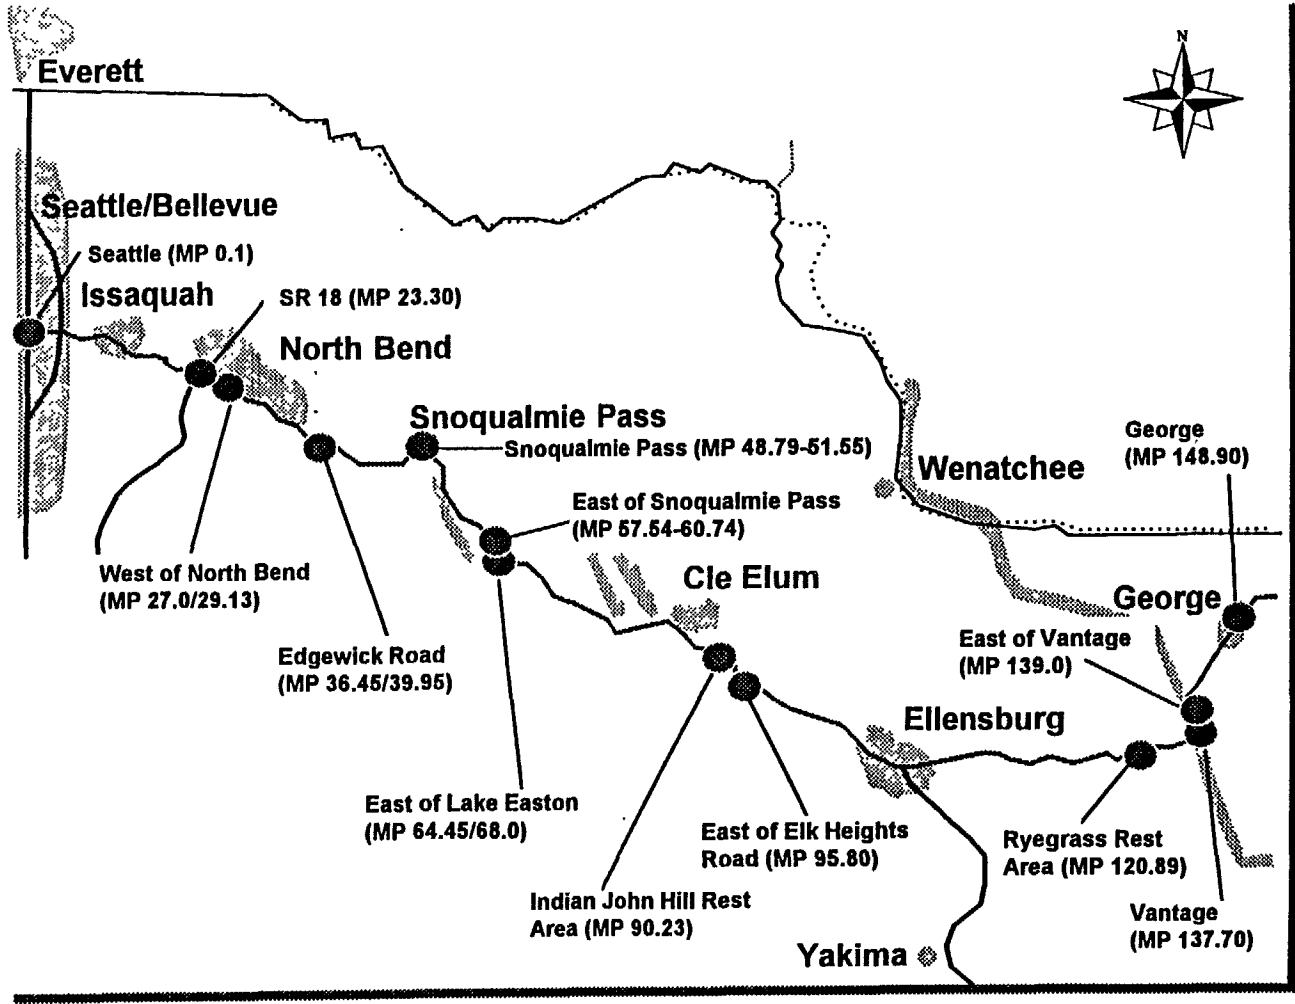 N
Everett
Seattle/Bellevue
Seattle (MP 0.1)
Issaquah
SR 18 (MP 23.30)
North Bend
Snoqualmie Pass
Snoqualmie Pass (MP 48.79-51.55)
George
(MP 148.90)
Wenatchee
East of Snoqualmie Pass
(MP 57.54-60.74)
West of North Bend
(MP 27.0/29.13)
Cle Elum
George
East of Vantage
(MP 139.0)
Edgewick Road
(MP 36.45/39.95)
Ellensburg
East of Lake Easton
(MP 64.45/68.0)
East of Elk Heights
Road (MP 95.80)
Ryegrass Rest
Area (MP 120.89)
Indian John Hill Rest
Area (MP 90.23)
Vantage
(MP 137.70)
Yakima